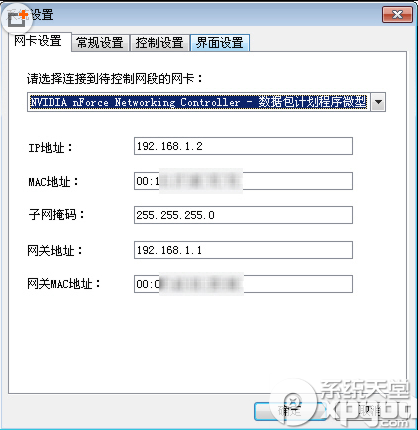 设置
网卡设置 常规设置 控制设置 界面设置
请选择连接到待控制网段的网卡：
NVIDIA nForce Networking Controller - 数据包计划程序微型
IP地址： 192.168.1.2
MAC地址： 00:1
子网掩码： 255.255.255.0
网关地址： 192.168.1.1
网关MAC地址： 00:0
系统天堂
确定